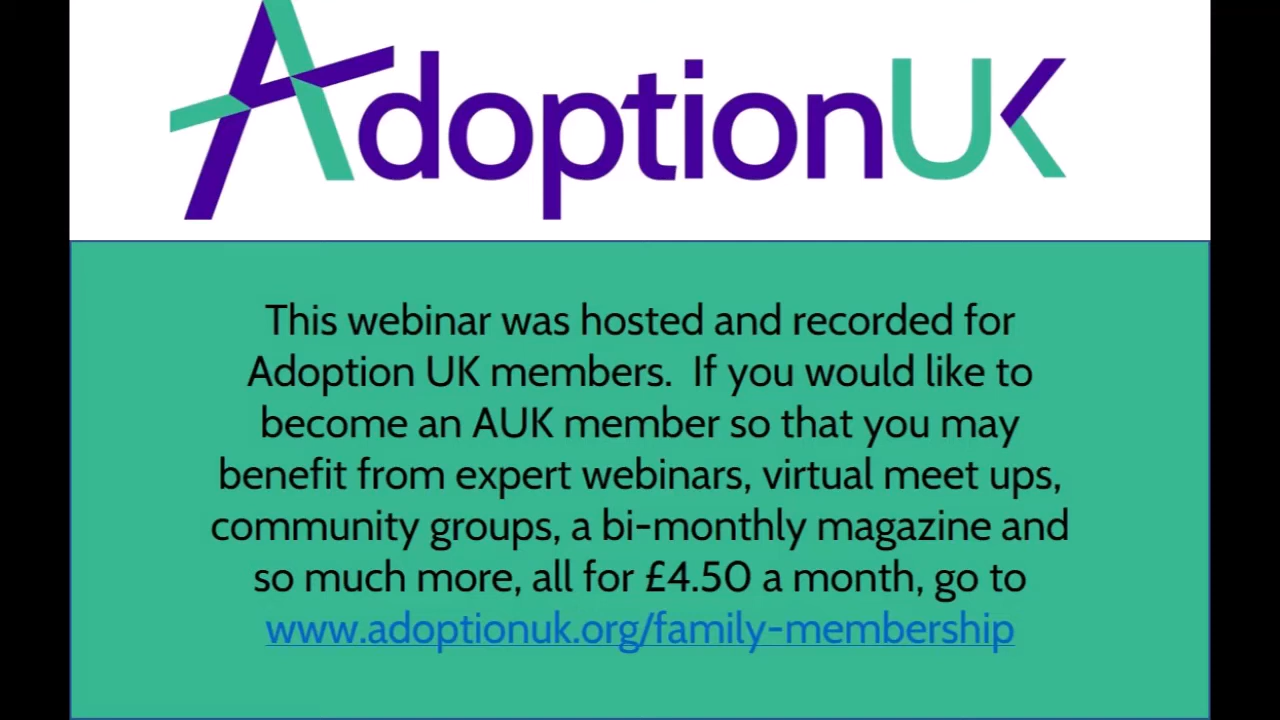 AdoptionUK
This webinar was hosted and recorded for
Adoption UK members.  If you would like to
become an AUK member so that you may
benefit from expert webinars, virtual meet ups,
community groups, a bi-monthly magazine and
so much more, all for £4.50 a month, go to
www.adoptionuk.org/family-membership